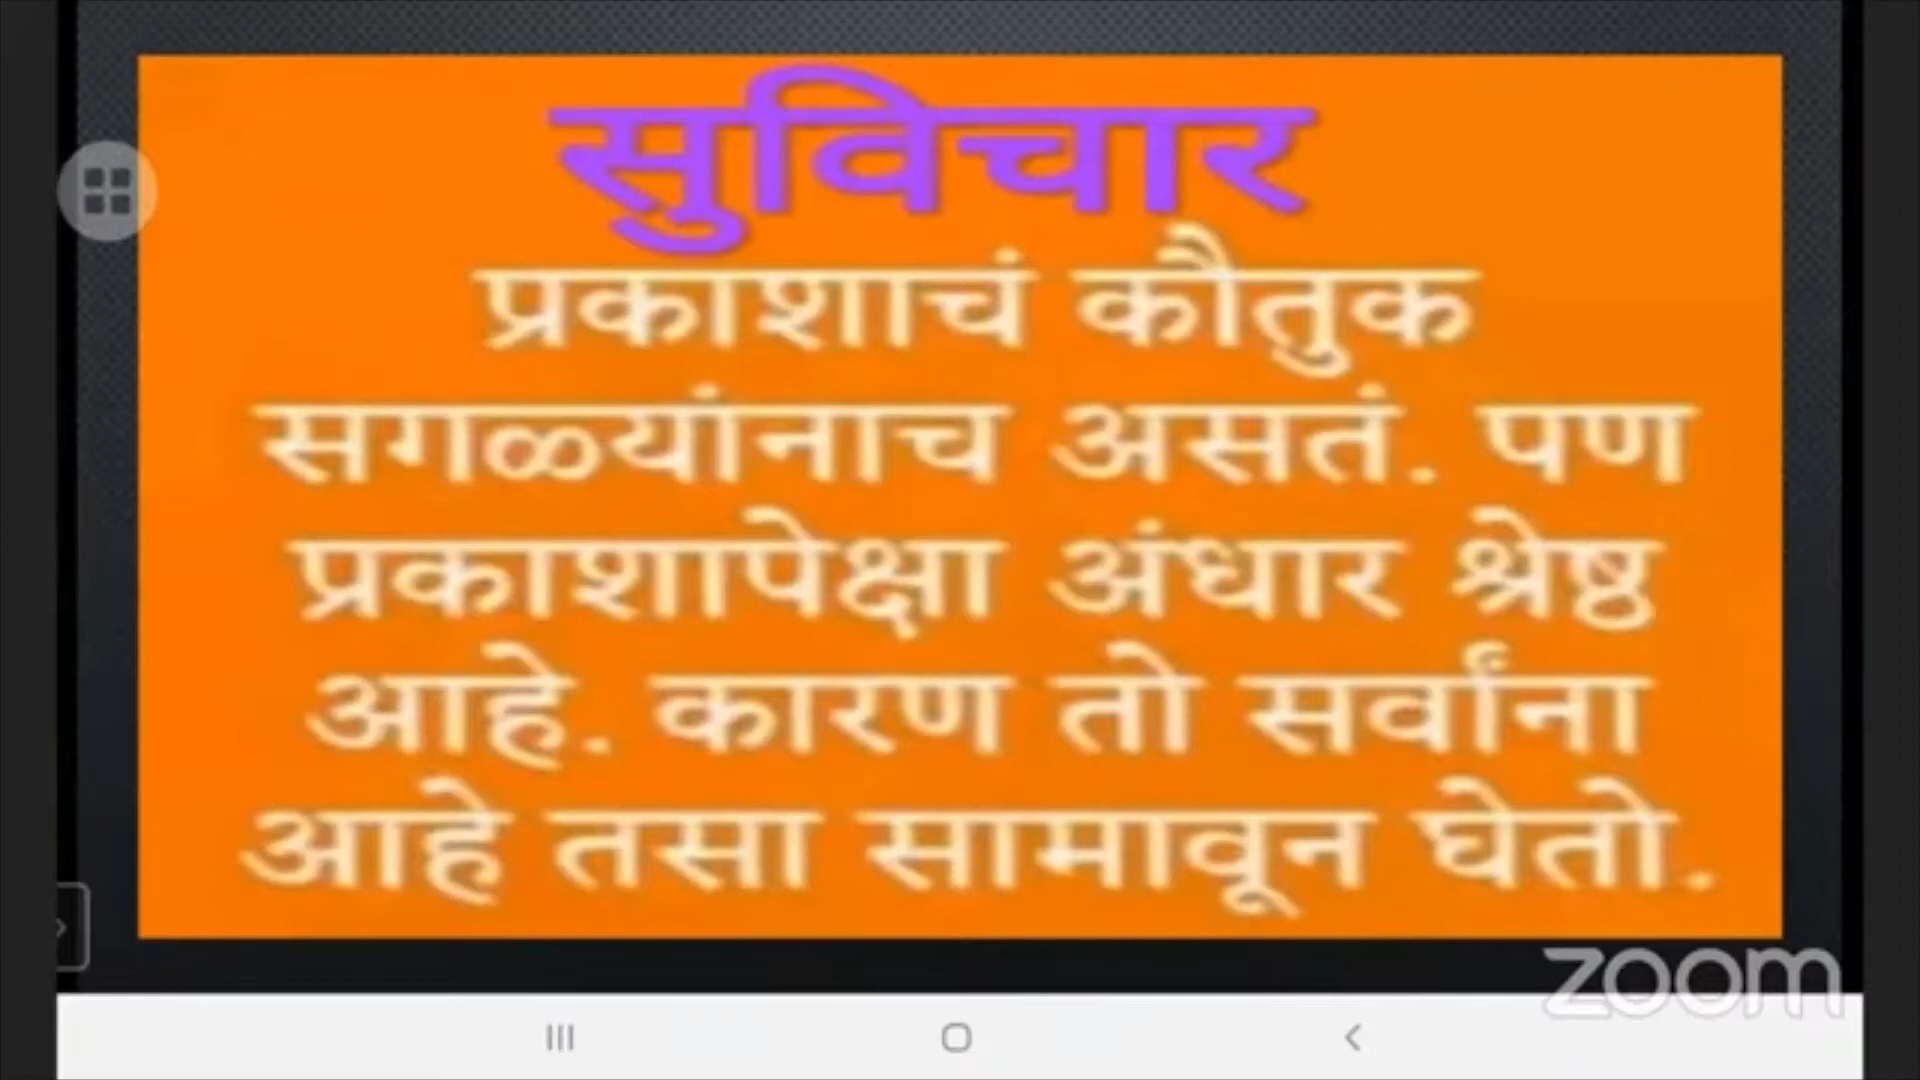 सुविचार
प्रकाशाचं कौतुक
सगळ्यांनाच असतं. पण
प्रकाशापेक्षा अंधार श्रेष्ठ
आहे. कारण तो सर्वांना
आहे तसा सामावून घेतो.
zoom